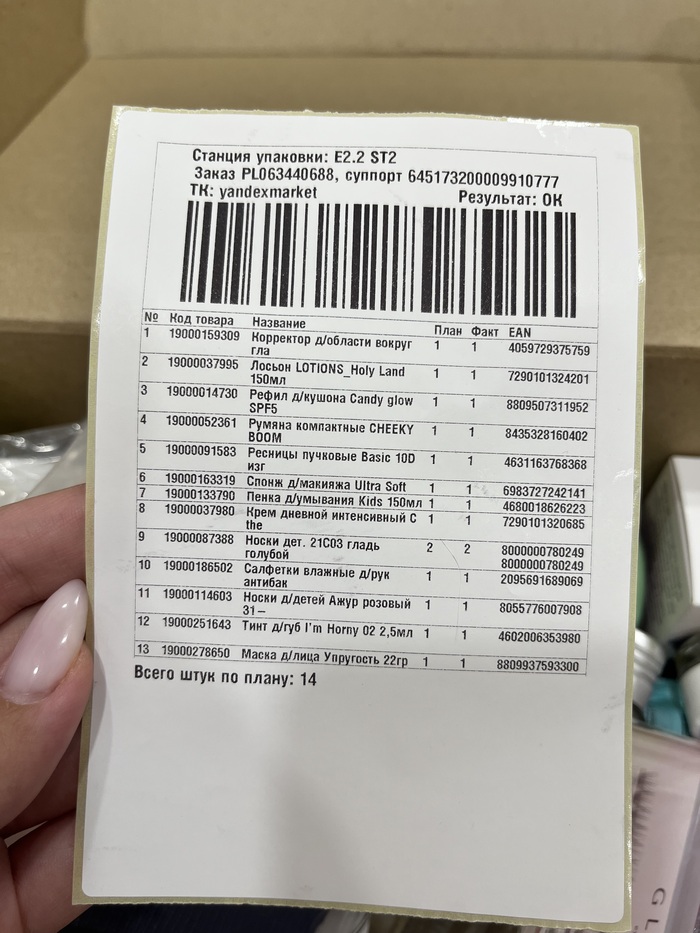 Станция упаковки: E2.2 ST2
Заказ PL063440688, суппорт 645173200009910777
ТК: yandexmarket Результат: ОК
№ Код товара Название План Факт EAN
1 19000159309 Корректор д/области вокруг гла 1 1 4059729375759
2 19000037995 Лосьон LOTIONS_Holy Land 150мл 1 1 7290101324201
3 19000014730 Рефил д/кушона Candy glow SPF5 1 1 8809507311952
4 19000052361 Румяна компактные CHEEKY BOOM 1 1 8435328160402
5 19000091583 Ресницы пучковые Basic 10D изг 1 1 4631163768368
6 19000163319 Спонж д/макияжа Ultra Soft 1 1 6983727242141
7 19000133790 Пенка д/умывания Kids 150мл 1 1 4680018626223
8 19000037980 Крем дневной интенсивный C the 1 1 7290101320685
9 19000087388 Носки дет. 21С03 гладь голубой 2 2 8000000780249
8000000780249
10 19000186502 Салфетки влажные д/рук антибак 1 1 2095691689069
11 19000114603 Носки д/детей Ажур розовый 31– 1 1 8055776007908
12 19000251643 Тинт д/губ I'm Horny 02 2,5мл 1 1 4602006353980
13 19000278650 Маска д/лица Упругость 22гр 1 1 8809937593300
Всего штук по плану: 14